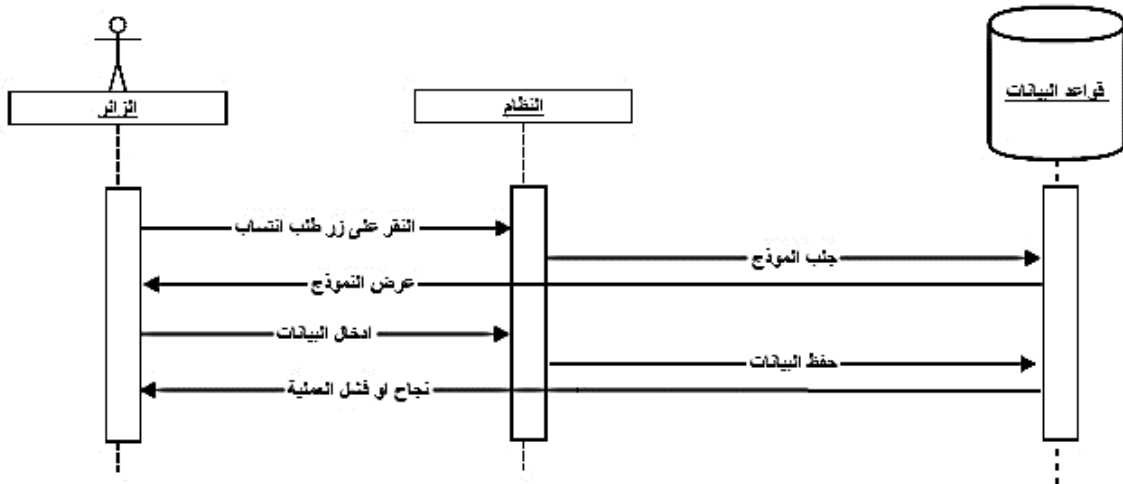 الزائر
النظام
قواعد البيانات
النقر على زر طلب انتساب
جلب الموذج
عرض النموذج
ادخال البيانات
حفظ البيانات
نجاح او فشل العملية